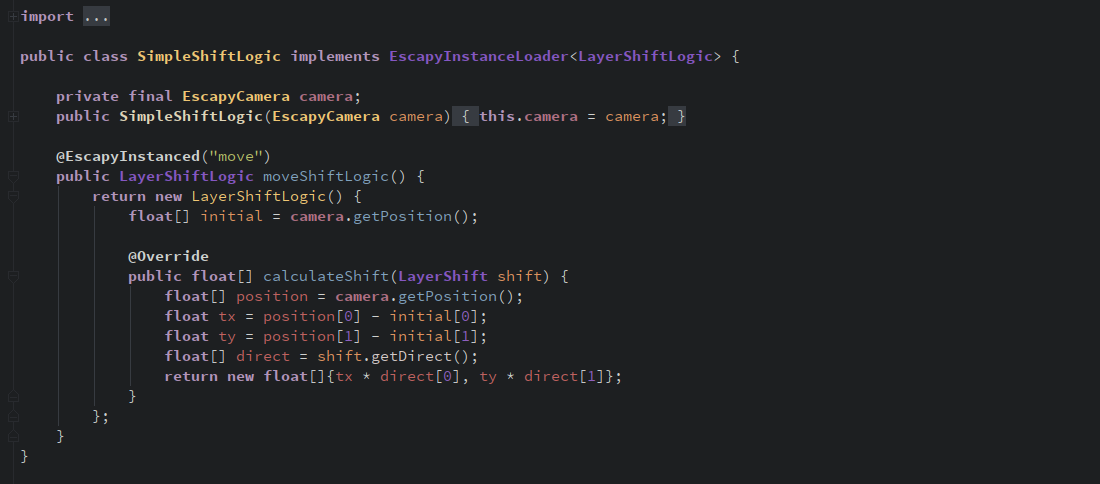 import ...
public class SimpleShiftLogic implements EscapyInstanceLoader<LayerShiftLogic> {
private final EscapyCamera camera;
public SimpleShiftLogic(EscapyCamera camera) { this.camera = camera; }
@EscapyInstanced("move")
public LayerShiftLogic moveShiftLogic() {
return new LayerShiftLogic() {
float[] initial = camera.getPosition();
@Override
public float[] calculateShift(LayerShift shift) {
float[] position = camera.getPosition();
float tx = position[0] - initial[0];
float ty = position[1] - initial[1];
float[] direct = shift.getDirect();
return new float[]{tx * direct[0], ty * direct[1]};
}
};
}
}